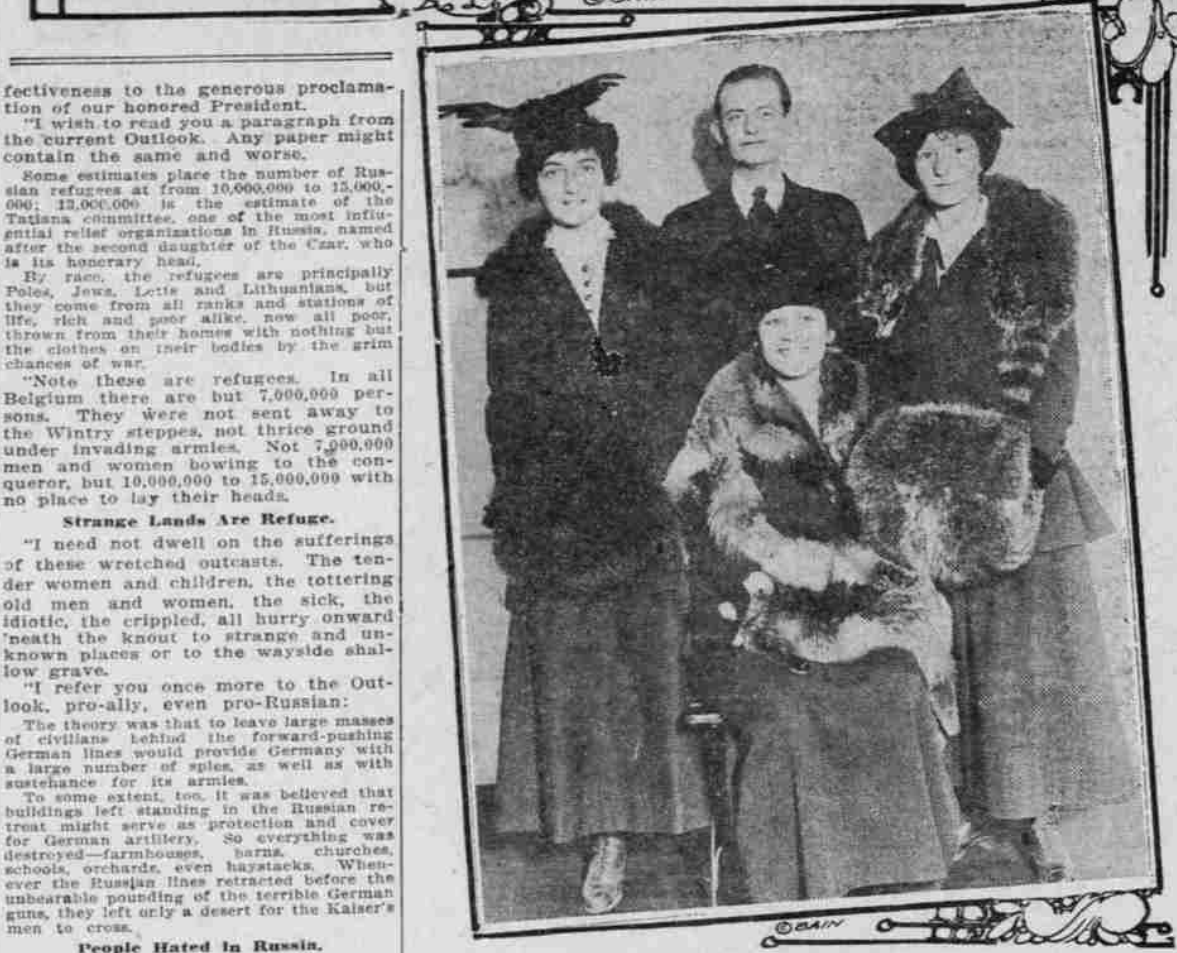 fectiveness to the generous proclama-
tion of our honored President.
"I wish to read you a paragraph from
the current Outlook. Any paper might
contain the same and worse.
Some estimates place the number of Rus-
sian refugees at from 10,000,000 to 15,000,-
000; 13,000,000 is the estimate of the
Tatiana committee, one of the most influ-
ential relief organizations in Russia, named
after the second daughter of the Czar, who
is its honorary head.
By race, the refugees are principally
Poles, Jews, Letts and Lithuanians, but
they come from all ranks and stations of
life, rich and poor alike, now all poor,
thrown from their homes with nothing but
the clothes on their bodies by the grim
chances of war.
"Note these are refugees. In all
Belgium there are but 7,000,000 per-
sons. They were not sent away to
the Wintry steppes, not thrice ground
under invading armies. Not 7,000,000
men and women bowing to the con-
queror, but 10,000,000 to 15,000,000 with
no place to lay their heads.
Strange Lands Are Refuge.
"I need not dwell on the sufferings
of these wretched outcasts. The ten-
der women and children, the tottering
old men and women, the sick, the
idiotic, the crippled, all hurry onward
'neath the knout to strange and un-
known places or to the wayside shal-
low grave.
"I refer you once more to the Out-
look, pro-ally, even pro-Russian:
The theory was that to leave large masses
of civilians behind the forward-pushing
German lines would provide Germany with
a large number of spies, as well as with
sustenance for its armies.
To some extent, too, it was believed that
buildings left standing in the Russian re-
treat might serve as protection and cover
for German artillery. So everything was
destroyed—farmhouses, barns, churches,
schools, orchards, even haystacks. When-
ever the Russian lines retracted before the
unbearable pounding of the terrible German
guns, they left only a desert for the Kaiser's
men to cross.
People Hated In Russia.
© BAIN